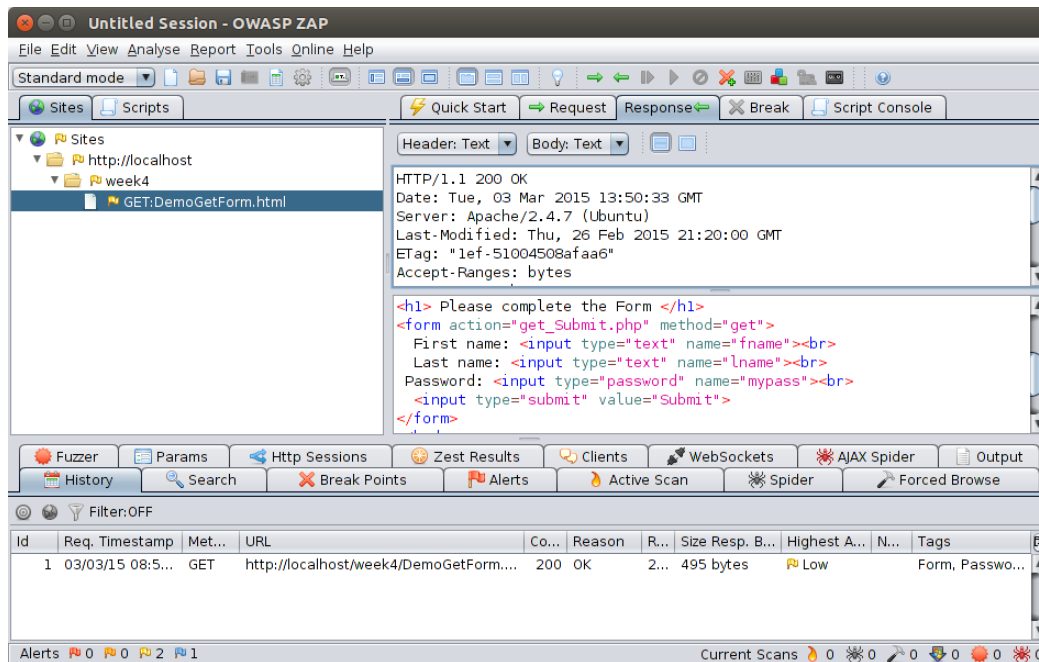 Untitled Session - OWASP ZAP
File Edit View Analyse Report Tools Online Help
Standard mode
Sites Scripts
Quick Start Request Response Break Script Console
Sites
http://localhost
week4
GET:DemoGetForm.html
Header: Text Body: Text
HTTP/1.1 200 OK
Date: Tue, 03 Mar 2015 13:50:33 GMT
Server: Apache/2.4.7 (Ubuntu)
Last-Modified: Thu, 26 Feb 2015 21:20:00 GMT
ETag: "1ef-51004508afaa6"
Accept-Ranges: bytes
<h1> Please complete the Form </h1>
<form action="get_Submit.php" method="get">
First name: <input type="text" name="fname"><br>
Last name: <input type="text" name="lname"><br>
Password: <input type="password" name="mypass"><br>
<input type="submit" value="Submit">
</form>
Fuzzer Params Http Sessions Zest Results Clients WebSockets AJAX Spider Output
History Search Break Points Alerts Active Scan Spider Forced Browse
Filter:OFF
Id Req. Timestamp Met... URL Co... Reason R... Size Resp. B... Highest A... N... Tags
1 03/03/15 08:5... GET http://localhost/week4/DemoGetForm.... 200 OK 2... 495 bytes Low Form, Passwo...
Alerts 0 0 2 1 Current Scans 0 0 0 0 0 0